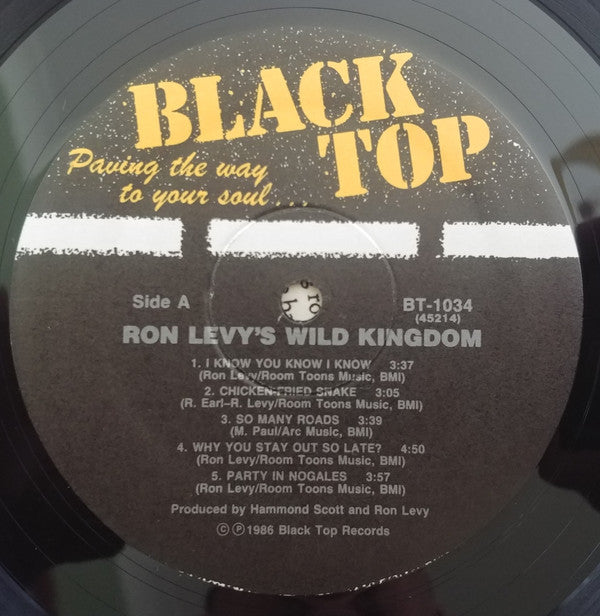 BLACK
TOP
Paving the way
to your soul...
Side A
BT-1034
(45214)
RON LEVY'S WILD KINGDOM
1. I KNOW YOU KNOW I KNOW 3:37
(Ron Levy/Room Toons Music, BMI)
2. CHICKEN-FRIED SNAKE 3:05
(R. Earl–R. Levy/Room Toons Music, BMI)
3. SO MANY ROADS 3:39
(M. Paul/Arc Music, BMI)
4. WHY YOU STAY OUT SO LATE? 4:50
(Ron Levy/Room Toons Music, BMI)
5. PARTY IN NOGALES 3:57
(Ron Levy/Room Toons Music, BMI)
Produced by Hammond Scott and Ron Levy
©℗1986 Black Top Records